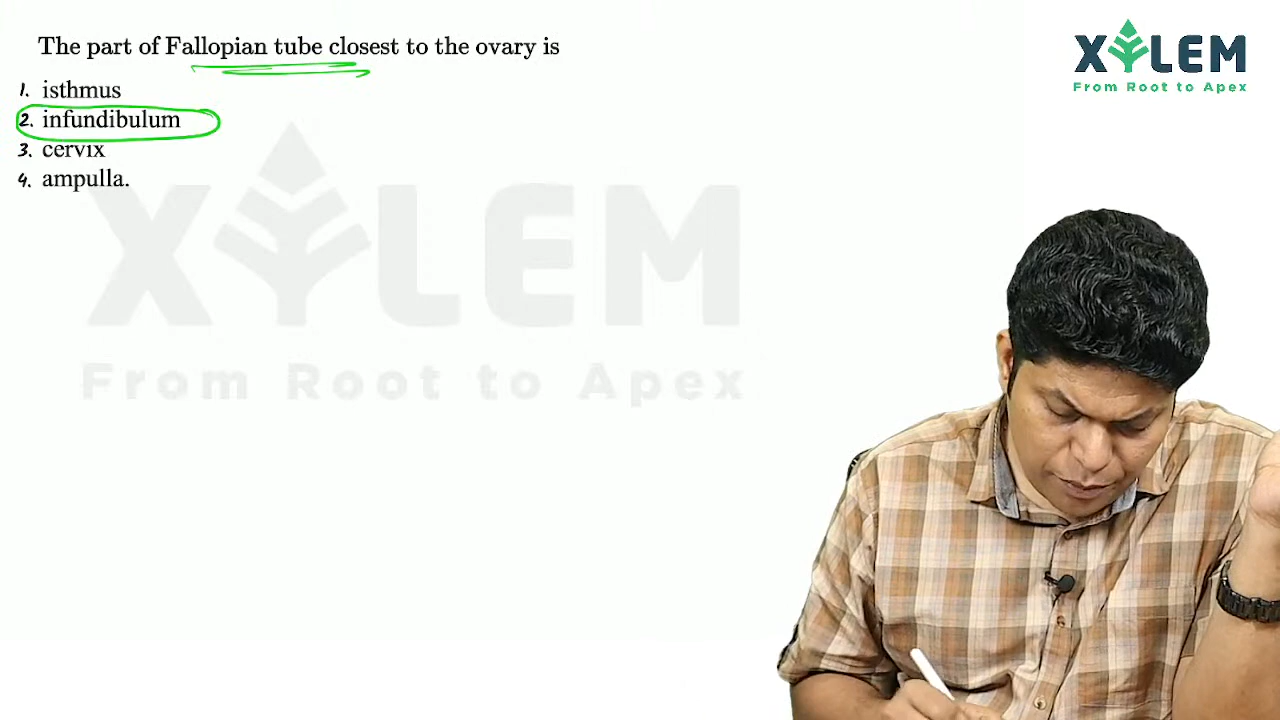 The part of Fallopian tube closest to the ovary is
XYLEM
From Root to Apex
1. isthmus
2. infundibulum
3. cervix
4. ampulla.
XYLEM
From Root to Apex